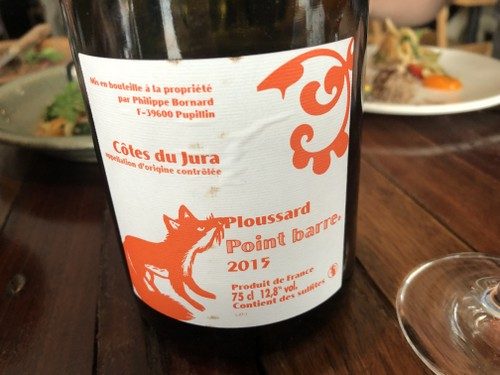 Mis en bouteille à la propriété
par Philippe Bornard
F-39600 Pupillin
Côtes du Jura
appellation d'origine contrôlée
Ploussard
Point barre.
2015
Produit de France
75 cl 12,8% vol.
Contient des sulfites